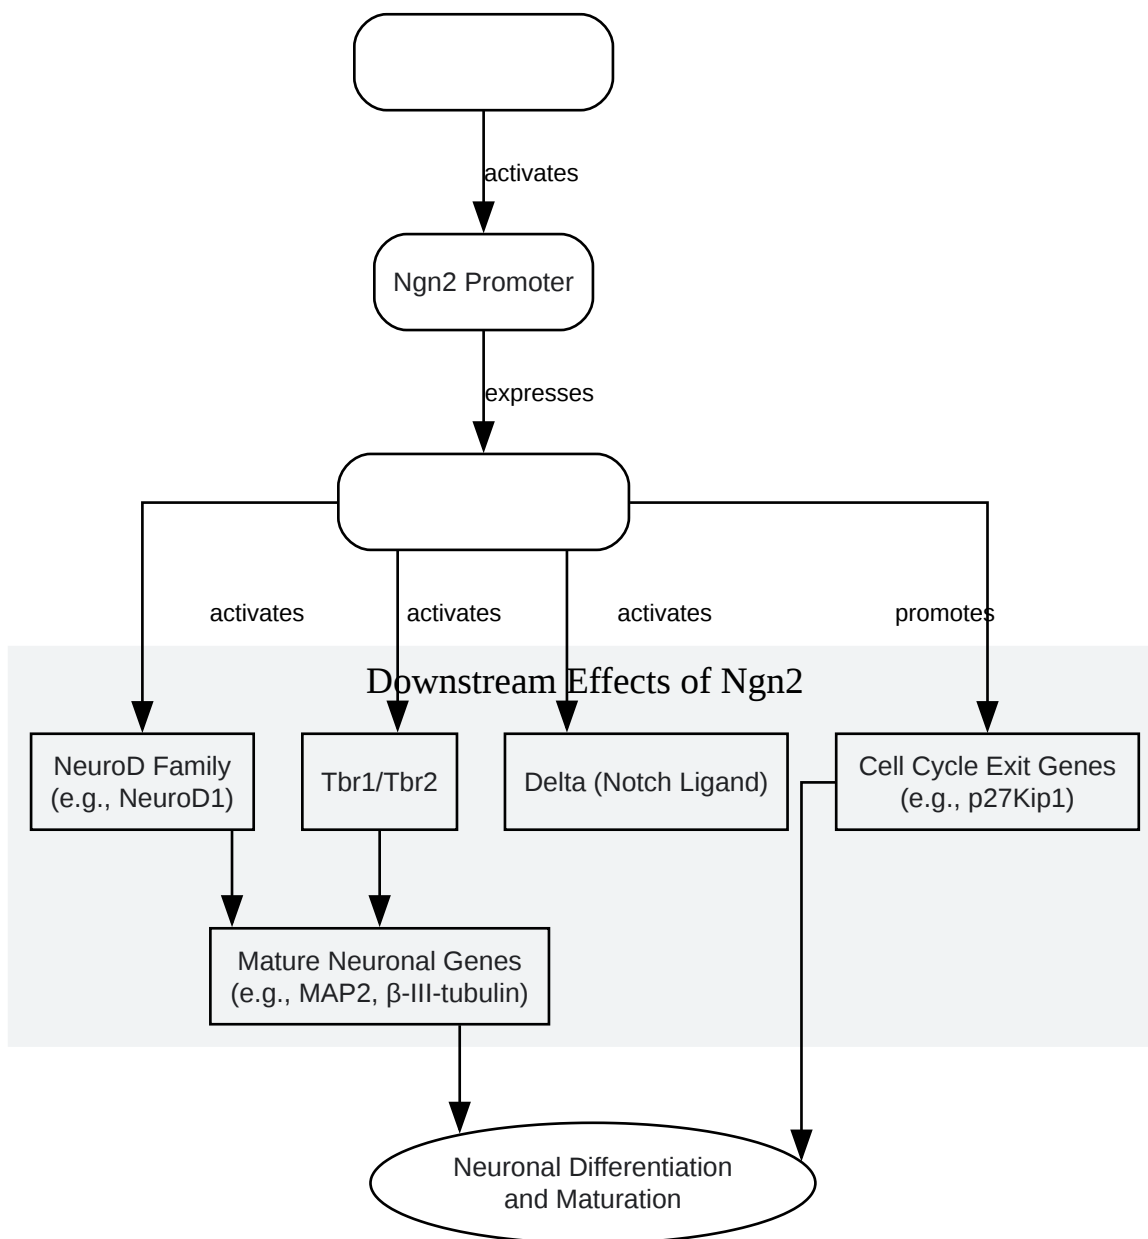 activates
Ngn2 Promoter
expresses
activates
activates
activates
promotes
Downstream Effects of Ngn2
NeuroD Family
(e.g., NeuroD1)
Tbr1/Tbr2
Delta (Notch Ligand)
Cell Cycle Exit Genes
(e.g., p27Kip1)
Mature Neuronal Genes
(e.g., MAP2, β-III-tubulin)
Neuronal Differentiation
and Maturation